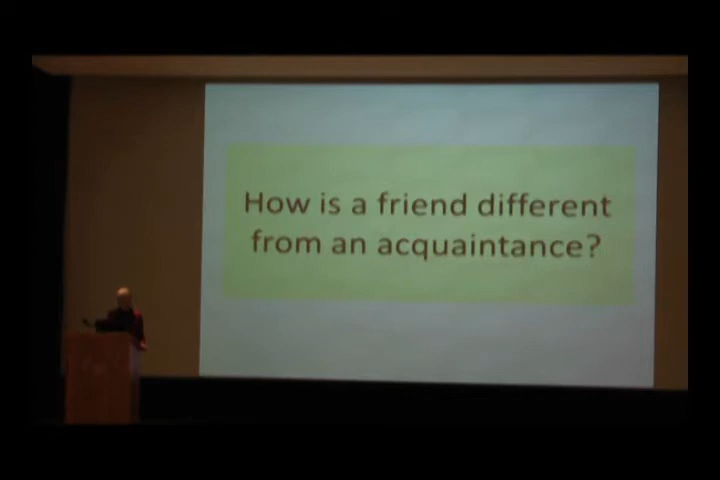 How is a friend different
from an acquaintance?